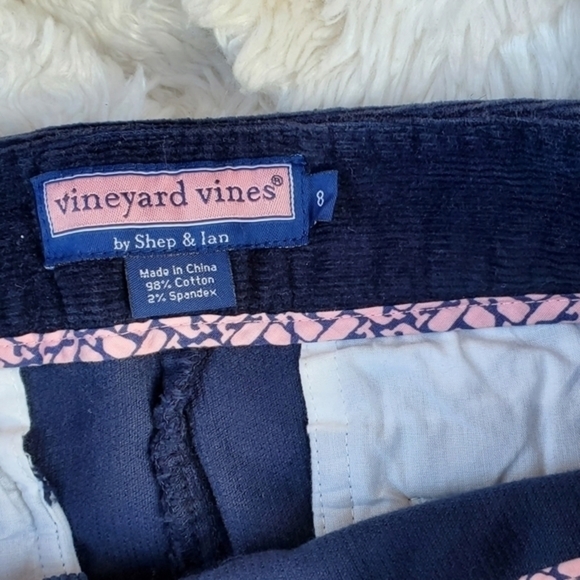 vineyard vines®
by Shep & Ian
8
Made in China
98% Cotton
2% Spandex